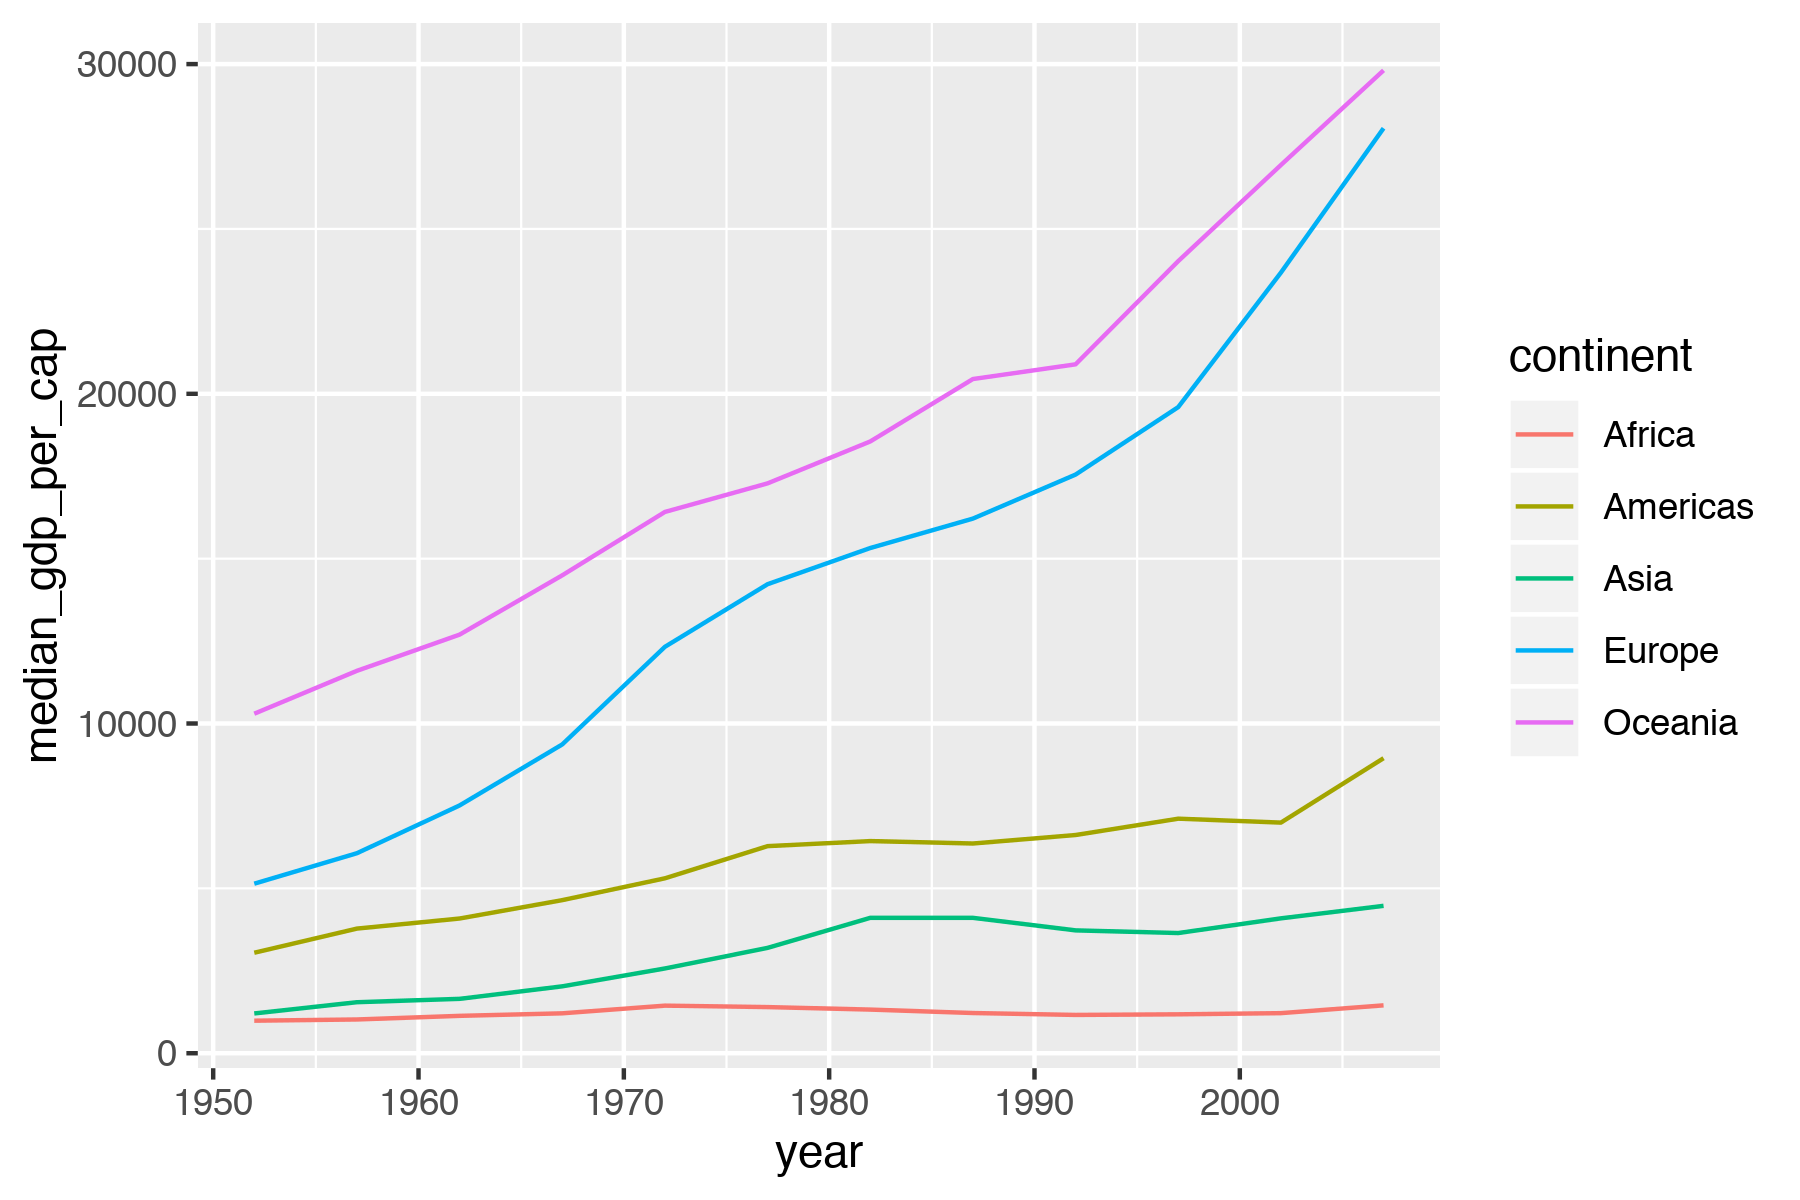 median_gdp_per_cap
30000
20000
10000
0
1950 1960 1970 1980 1990 2000
year
continent
Africa
Americas
Asia
Europe
Oceania